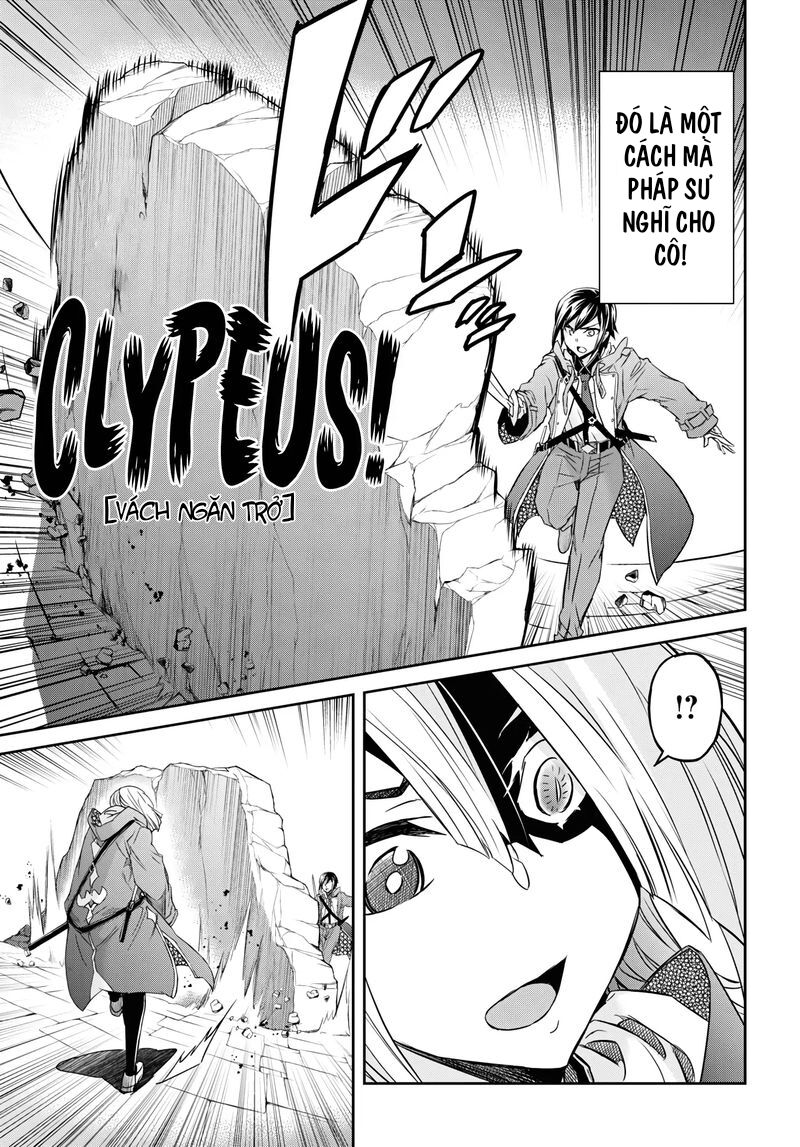 ĐÓ LÀ MỘT
CÁCH MÀ
PHÁP SƯ
NGHĨ CHO
CÔ!
CLYPEUS!
[VÁCH NGĂN TRỞ]
!?